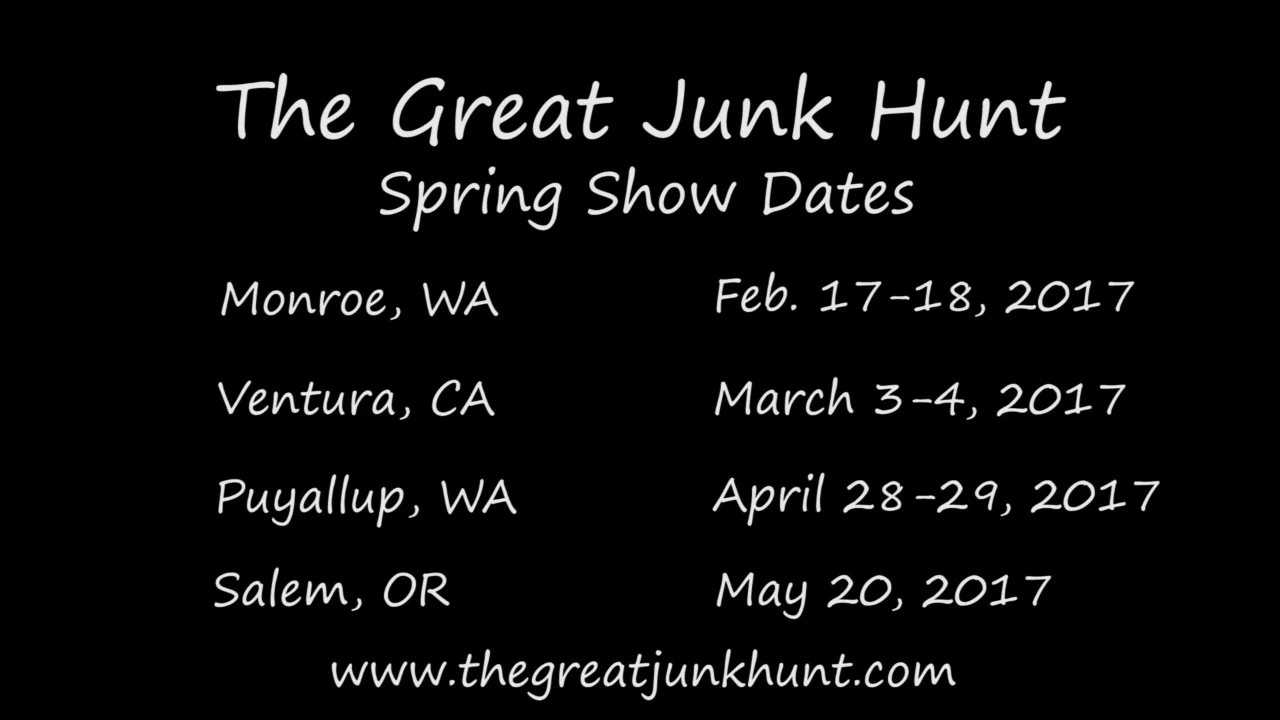 The Great Junk Hunt
Spring Show Dates
Monroe, WA Feb. 17-18, 2017
Ventura, CA March 3-4, 2017
Puyallup, WA April 28-29, 2017
Salem, OR May 20, 2017
www.thegreatjunkhunt.com